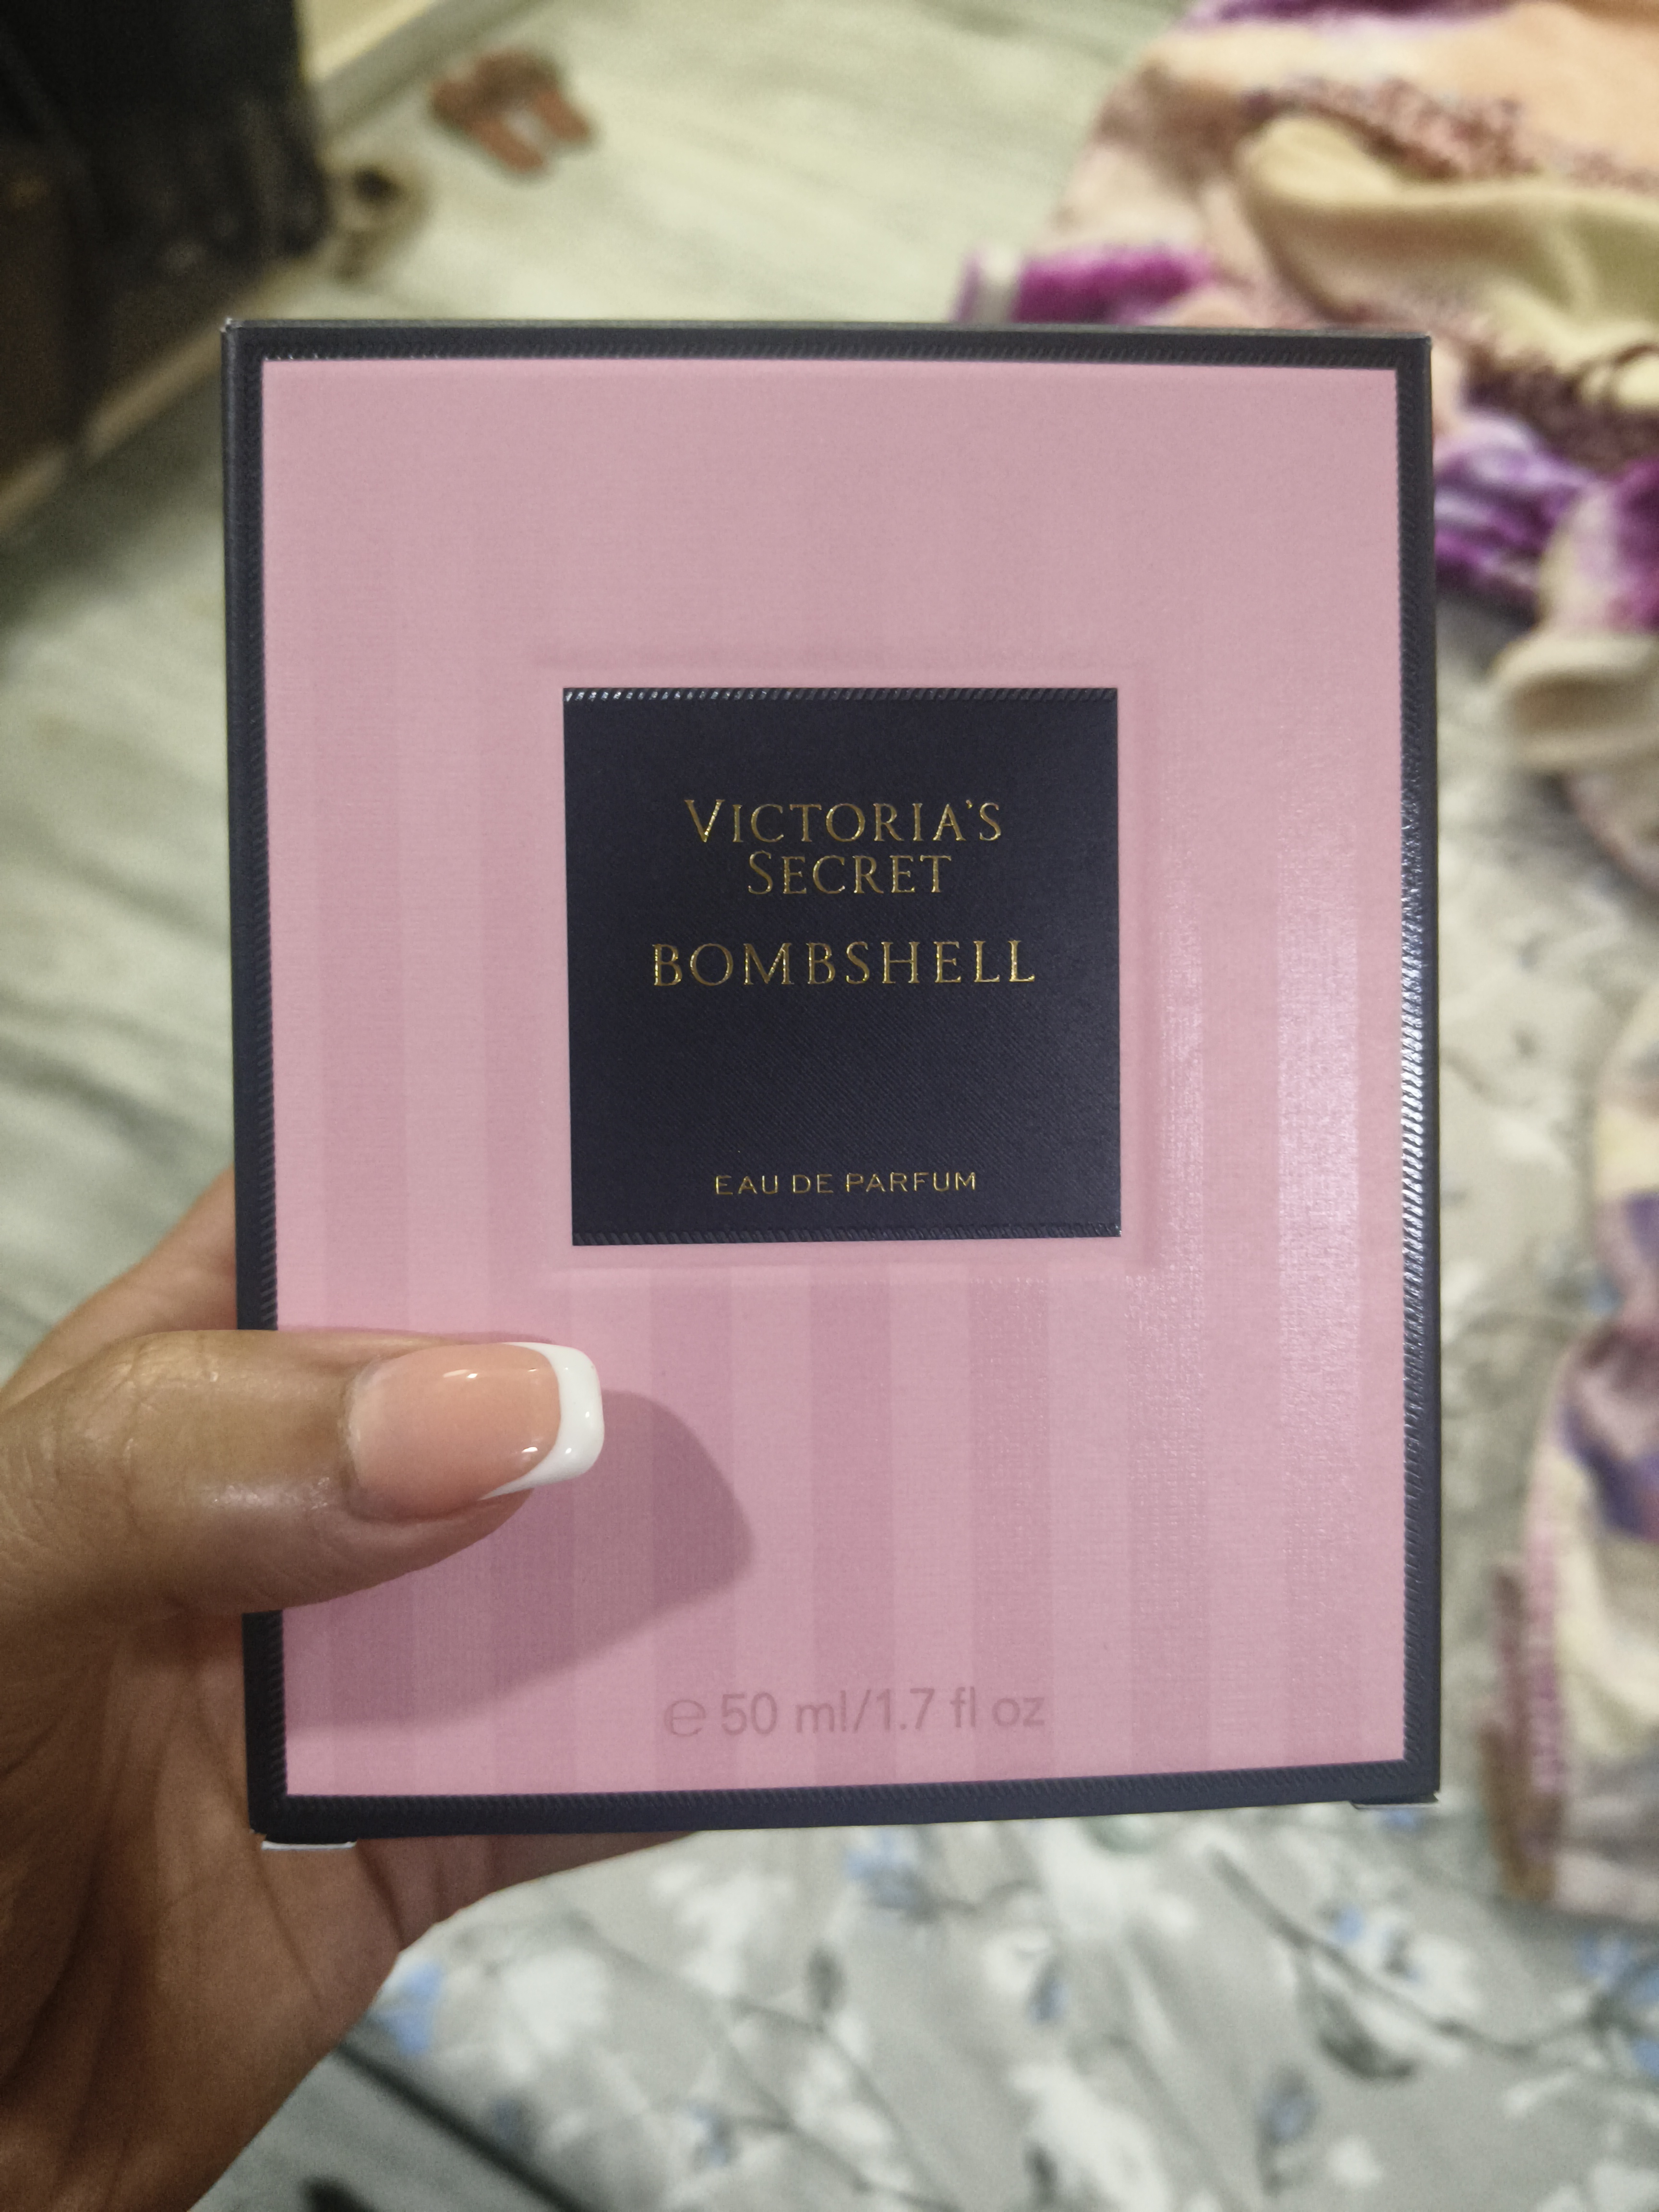 VICTORIA'S
SECRET
BOMBSHELL
EAU DE PARFUM
℮ 50 ml/1.7 fl oz